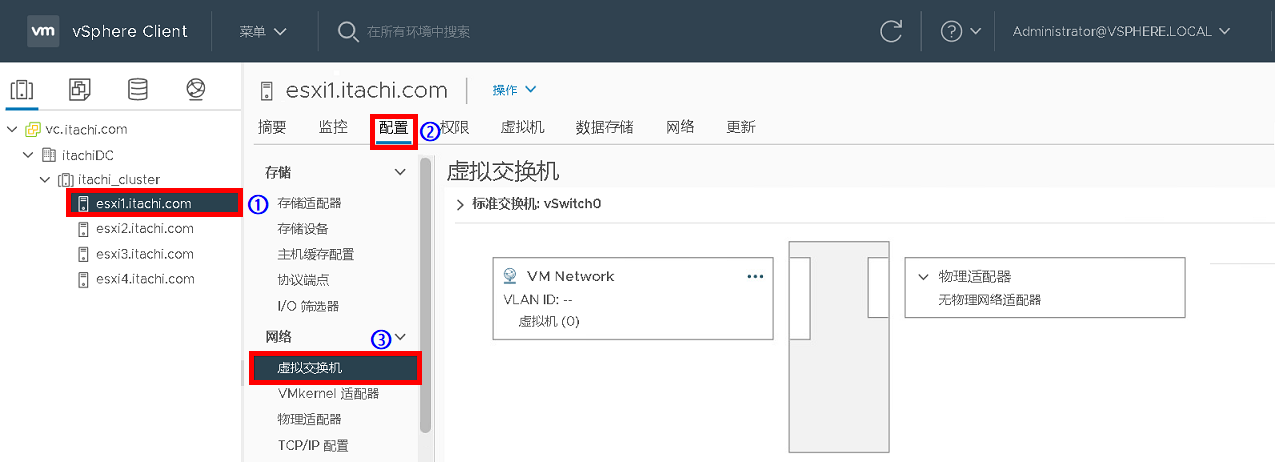 vm vSphere Client 菜单 在所有环境中搜索 Administrator@VSPHERE.LOCAL
vc.itachi.com
itachiDC
itachi_cluster
esxi1.itachi.com ①
esxi2.itachi.com
esxi3.itachi.com
esxi4.itachi.com
esxi1.itachi.com 操作
摘要 监控 配置 ② 权限 虚拟机 数据存储 网络 更新
存储
存储适配器
存储设备
主机缓存配置
协议端点
I/O 筛选器
网络 ③
虚拟交换机
VMkernel 适配器
物理适配器
TCP/IP 配置
虚拟交换机
标准交换机: vSwitch0
VM Network ...
VLAN ID: --
虚拟机 (0)
物理适配器
无物理网络适配器